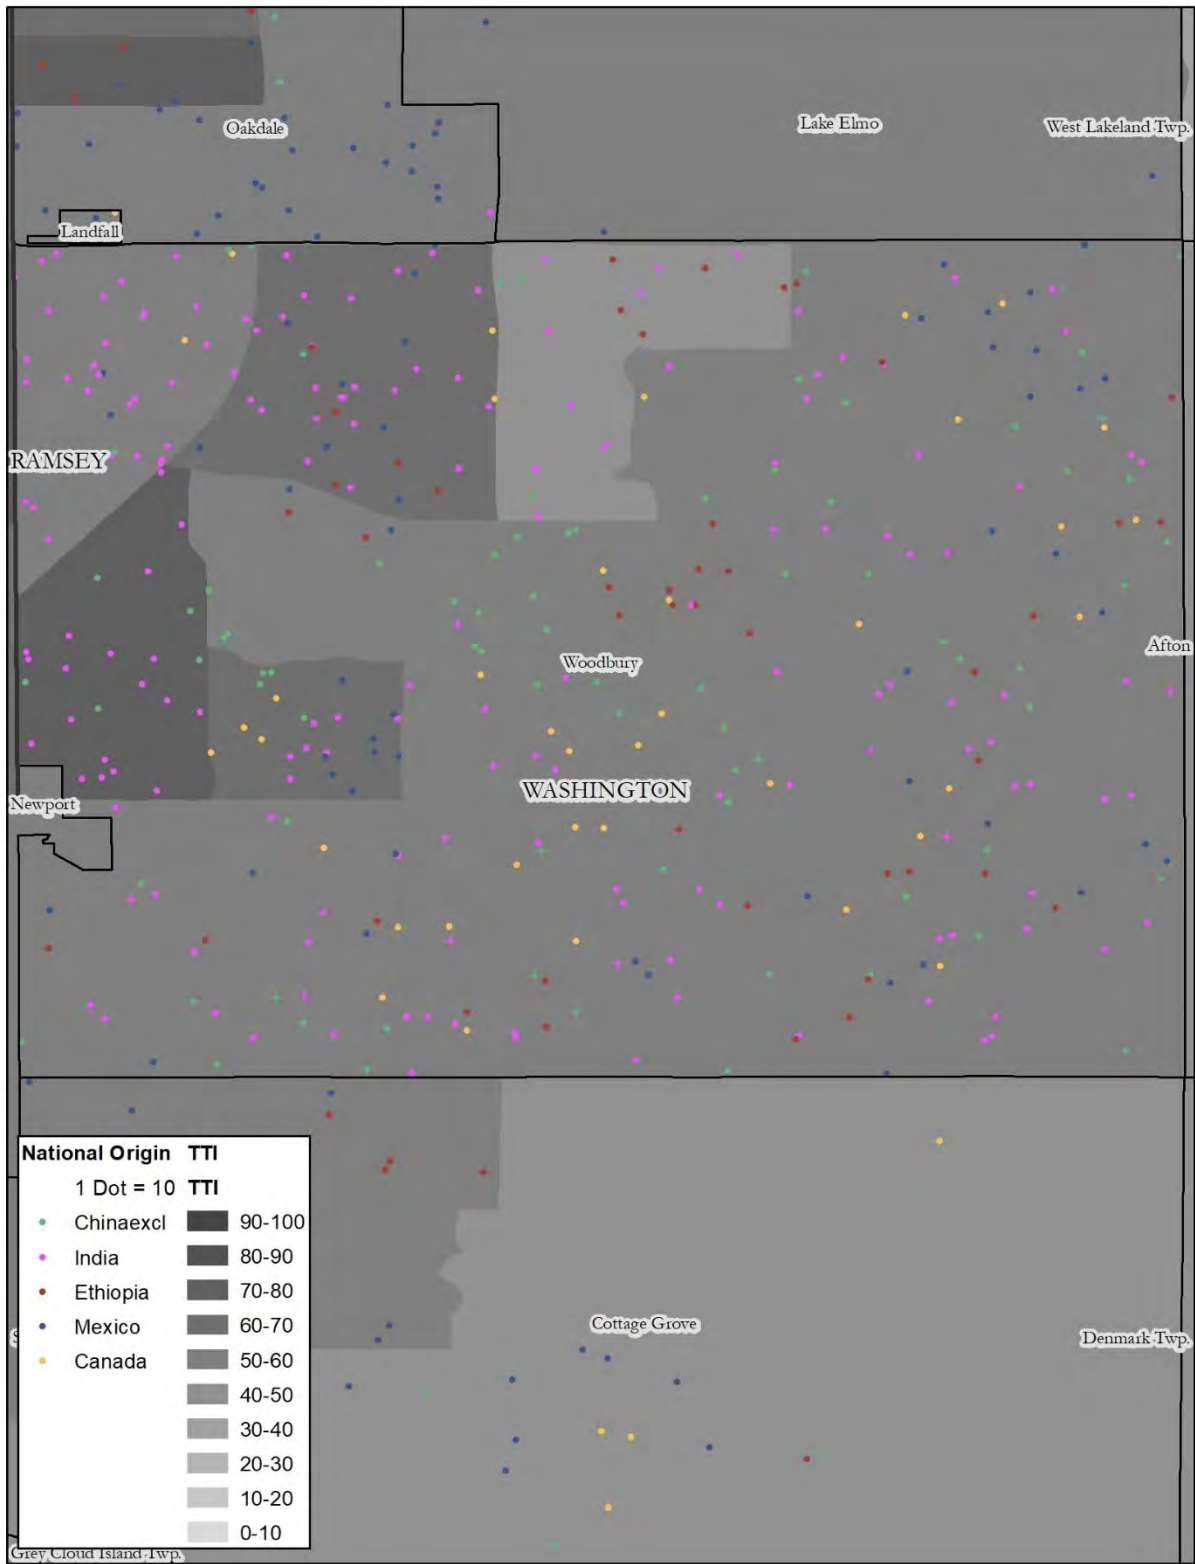 Oakdale
Lake Elmo
West Lakeland Twp.
Landfall
RAMSEY
Afton
Woodbury
WASHINGTON
Newport
National Origin TTI
1 Dot = 10 TTI
Chinaexcl 90-100
India 80-90
Ethiopia 70-80
Mexico 60-70
Canada 50-60
40-50
30-40
20-30
10-20
0-10
Cottage Grove
Denmark Twp.
Grey Cloud Island Twp.